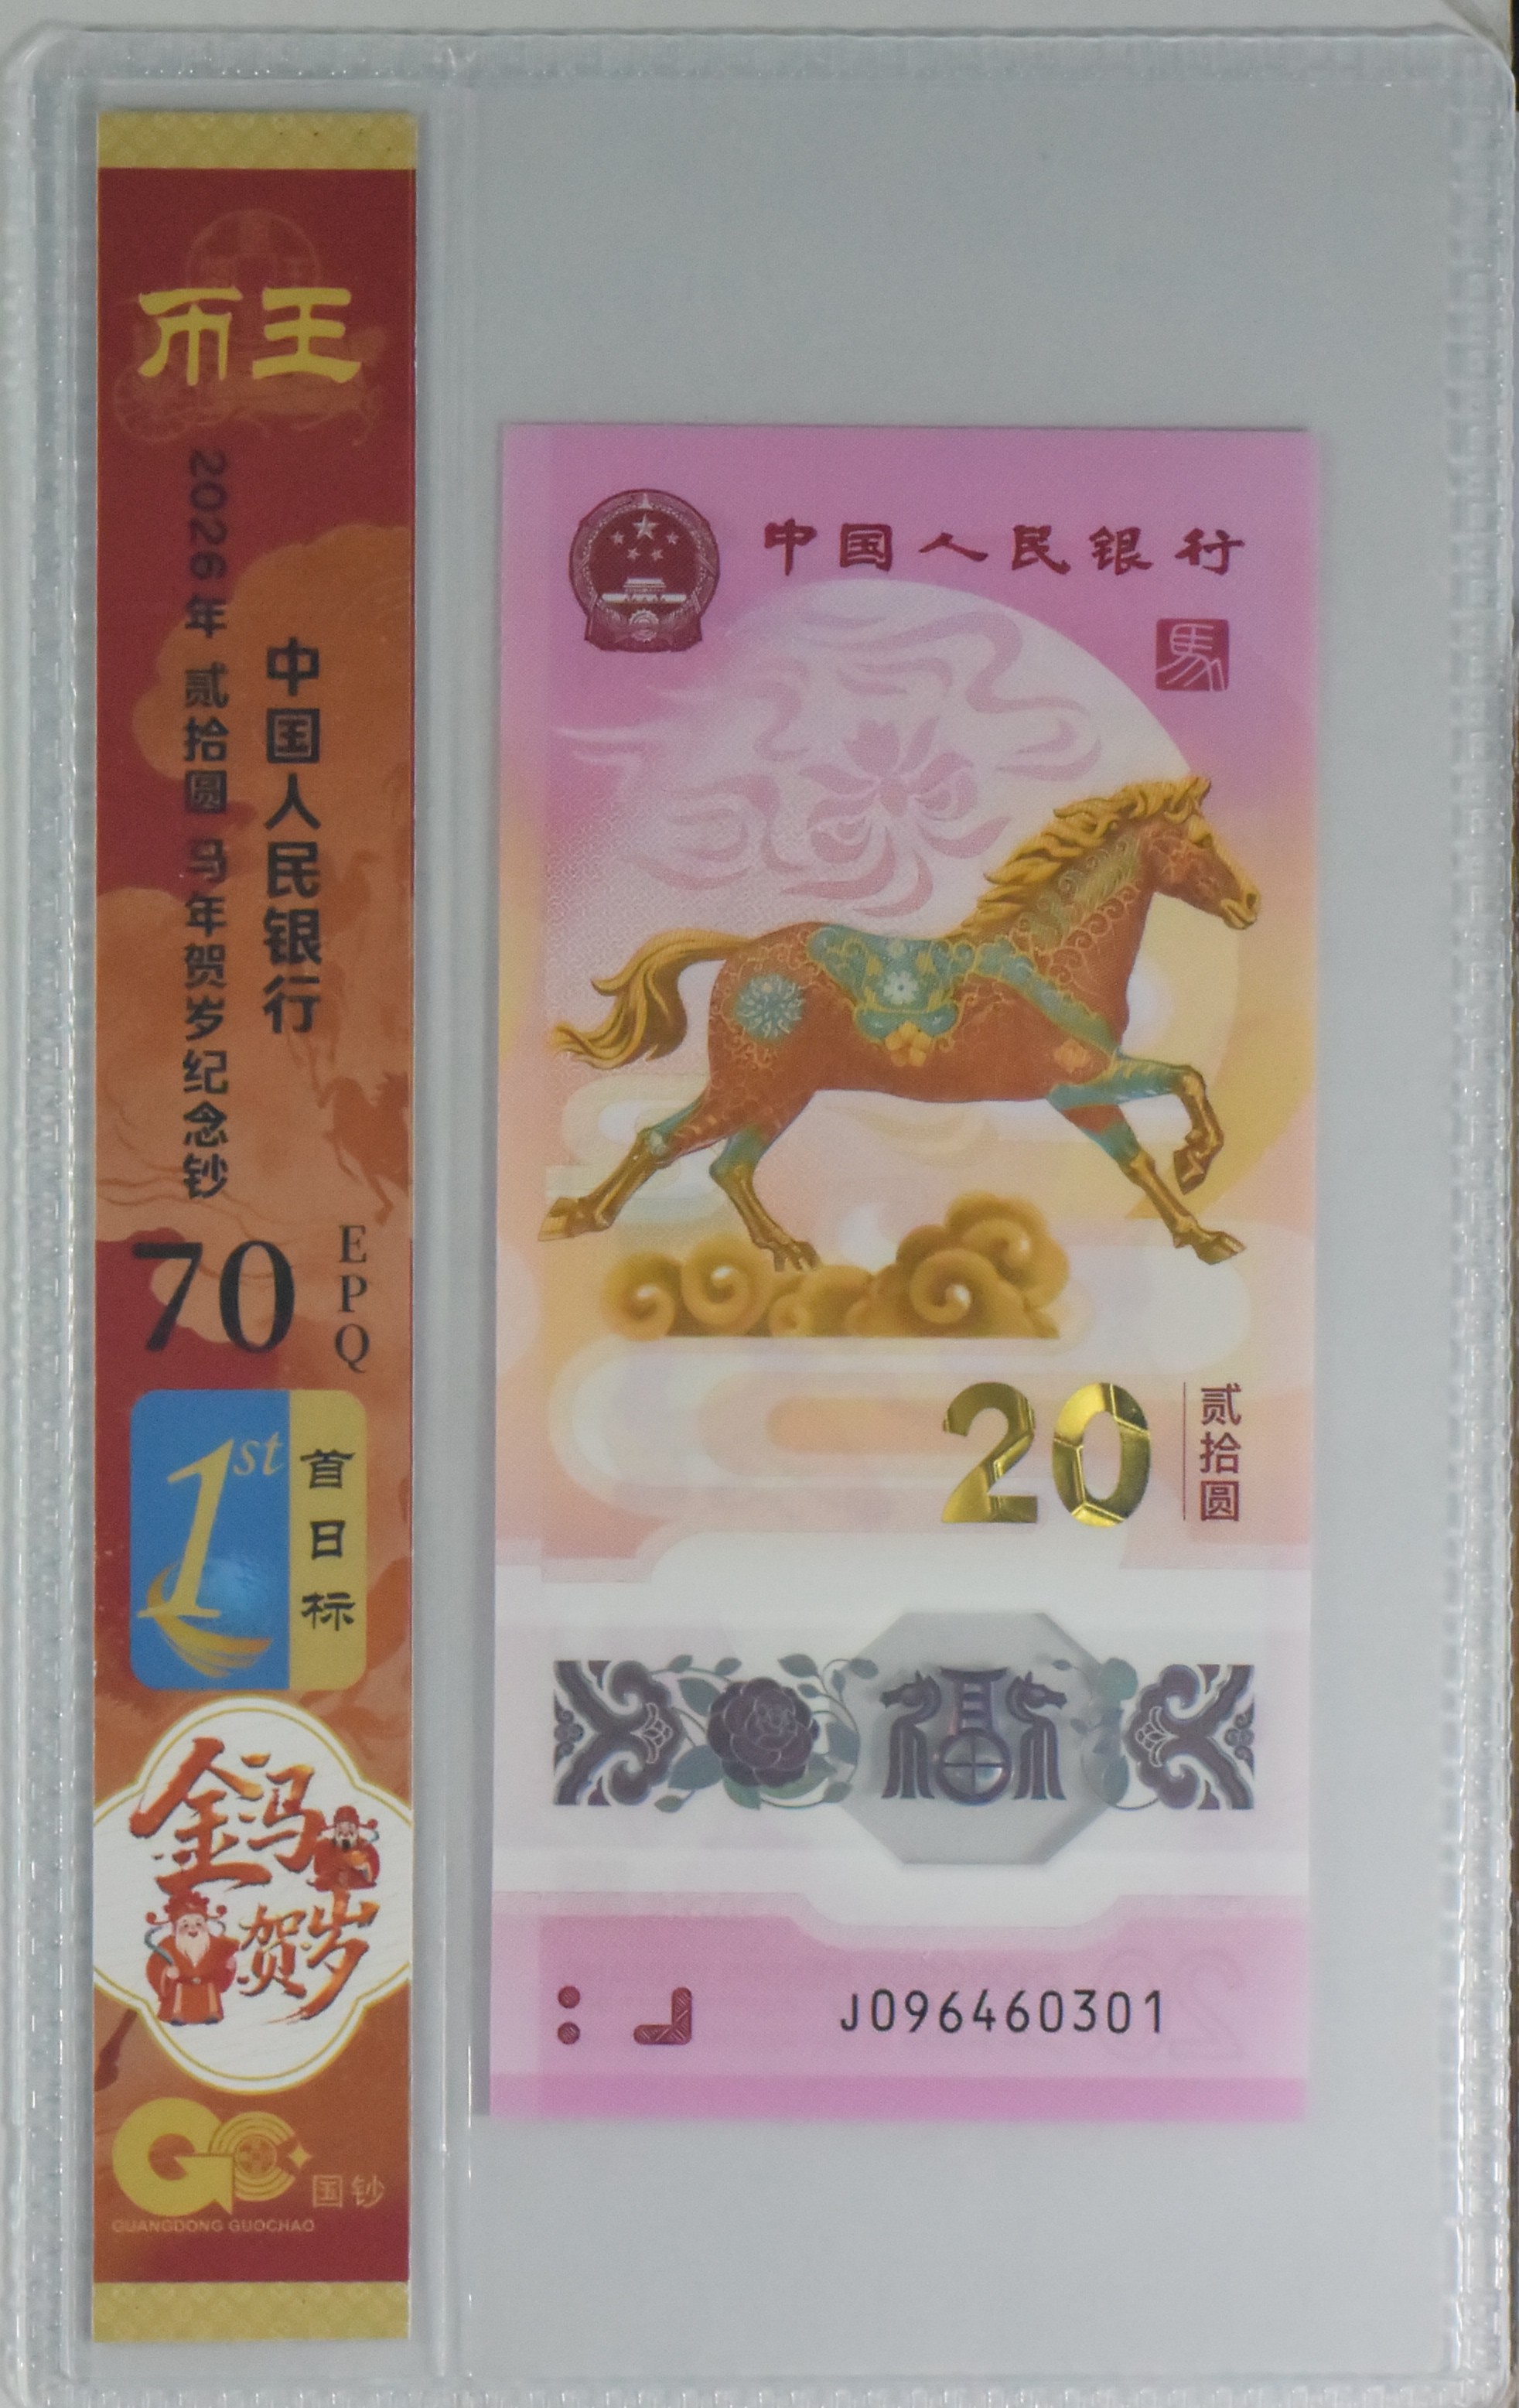 币王
中国人民银行
2026年 贰拾圆 马年贺岁纪念钞
70
EPQ
1st
首日标
金马
贺岁
GC
国钞
GUANGDONG GUOCHAO
中国人民银行
馬
20
贰拾圆
J096460301
20